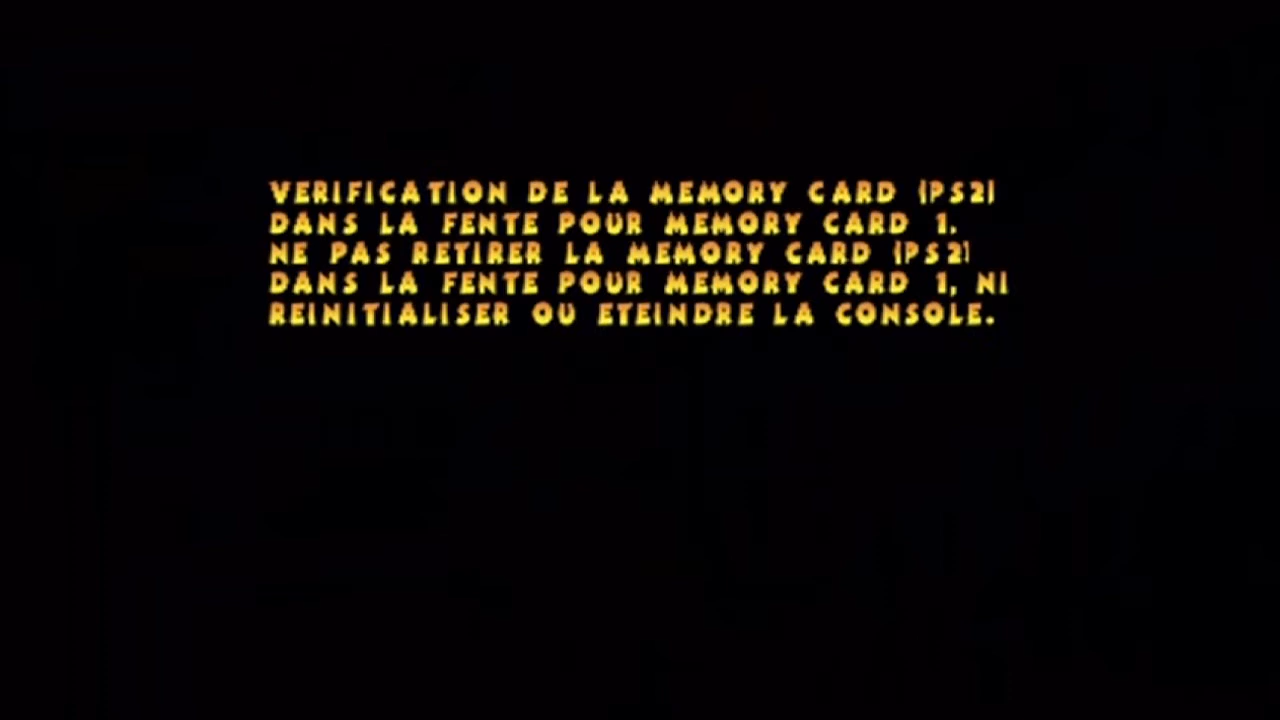 VERIFICATION DE LA MEMORY CARD (PS2)
DANS LA FENTE POUR MEMORY CARD 1.
NE PAS RETIRER LA MEMORY CARD (PS2)
DANS LA FENTE POUR MEMORY CARD 1, NI
REINITIALISER OU ETEINDRE LA CONSOLE.